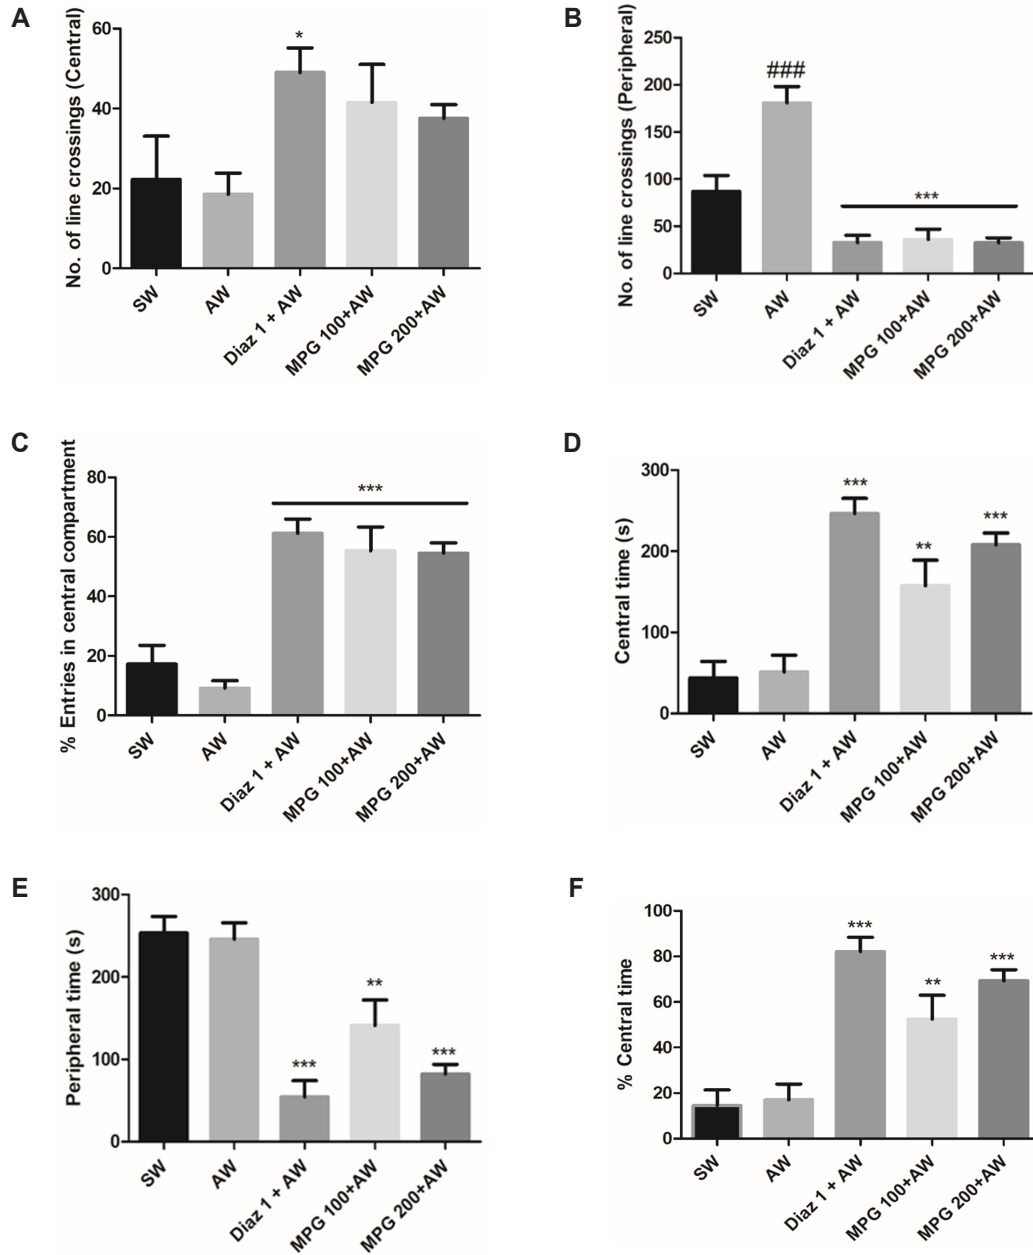 A
No. of line crossings (Central)
60
40
20
0
*
SW
AW
Diaz 1 + AW
MPG 100+AW
MPG 200+AW
B
No. of line crossings (Peripheral)
250
200
150
100
50
0
###
***
SW
AW
Diaz 1 + AW
MPG 100+AW
MPG 200+AW
C
% Entries in central compartment
80
60
40
20
0
***
SW
AW
Diaz 1 + AW
MPG 100+AW
MPG 200+AW
D
Central time (s)
300
200
100
0
***
**
***
SW
AW
Diaz 1 + AW
MPG 100+AW
MPG 200+AW
E
Peripheral time (s)
300
200
100
0
***
**
***
SW
AW
Diaz 1 + AW
MPG 100+AW
MPG 200+AW
F
% Central time
100
80
60
40
20
0
***
**
***
SW
AW
Diaz 1 + AW
MPG 100+AW
MPG 200+AW